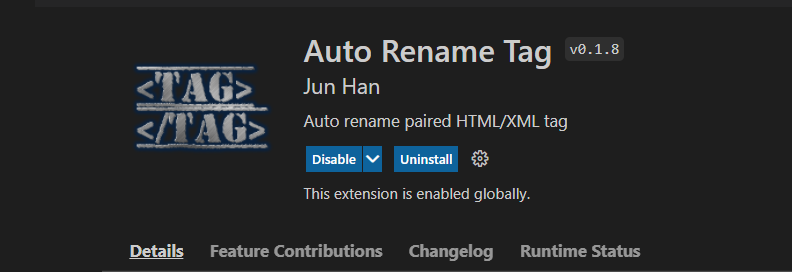 Auto Rename Tag v0.1.8
<TAG>
</TAG>
Jun Han
Auto rename paired HTML/XML tag
Disable Uninstall
This extension is enabled globally.
Details Feature Contributions Changelog Runtime Status